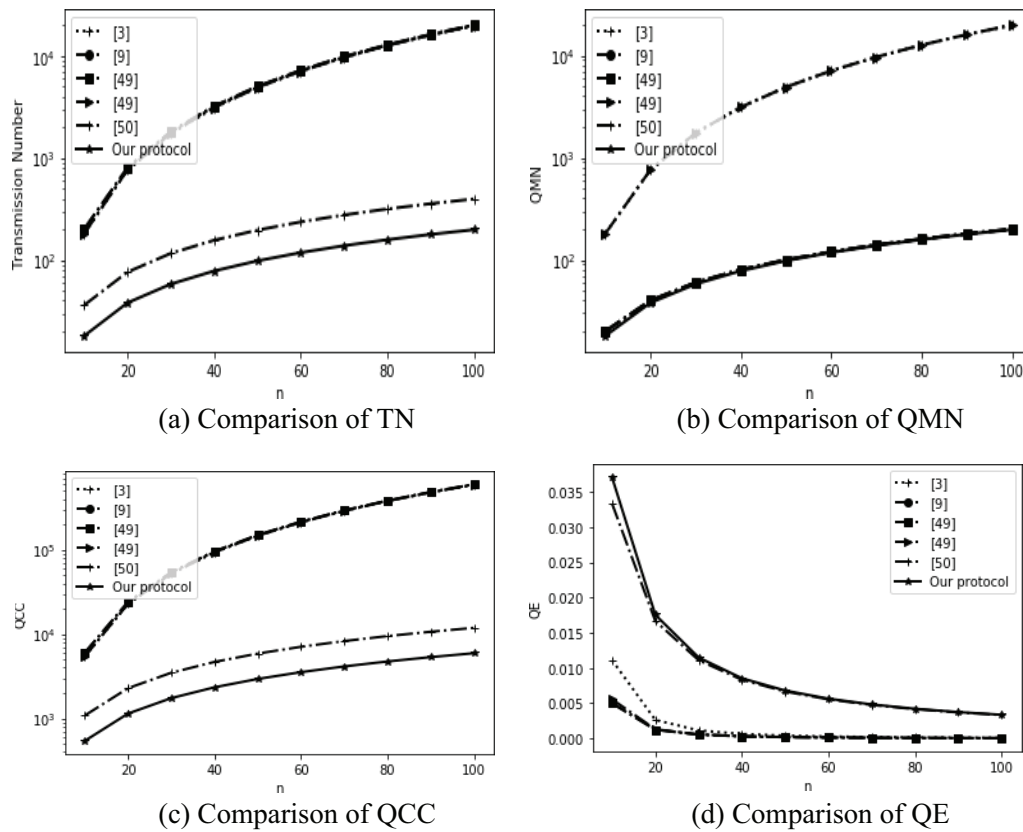 [3]
[9]
[49]
[49]
[50]
Our protocol
10^4
10^3
10^2
Transmission Number
20 40 60 80 100
n
(a) Comparison of TN
[3]
[9]
[49]
[49]
[50]
Our protocol
10^4
10^3
10^2
QMN
20 40 60 80 100
n
(b) Comparison of QMN
[3]
[9]
[49]
[49]
[50]
Our protocol
10^5
10^4
10^3
QCC
20 40 60 80 100
n
(c) Comparison of QCC
[3]
[9]
[49]
[49]
[50]
Our protocol
0.035
0.030
0.025
0.020
0.015
0.010
0.005
0.000
QE
20 40 60 80 100
n
(d) Comparison of QE